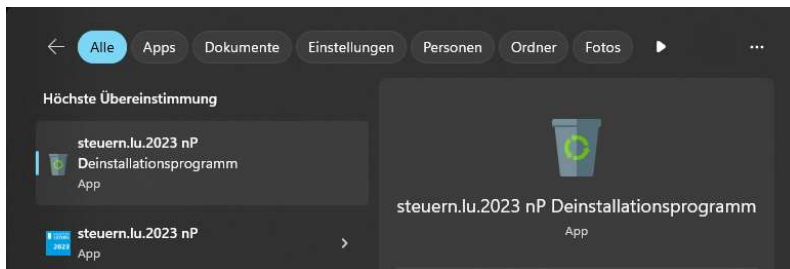 Alle Apps Dokumente Einstellungen Personen Ordner Fotos
Höchste Übereinstimmung
steuern.lu.2023 nP
Deinstallationsprogramm
App
steuern.lu.2023 nP
App
steuern.lu.2023 nP Deinstallationsprogramm
App